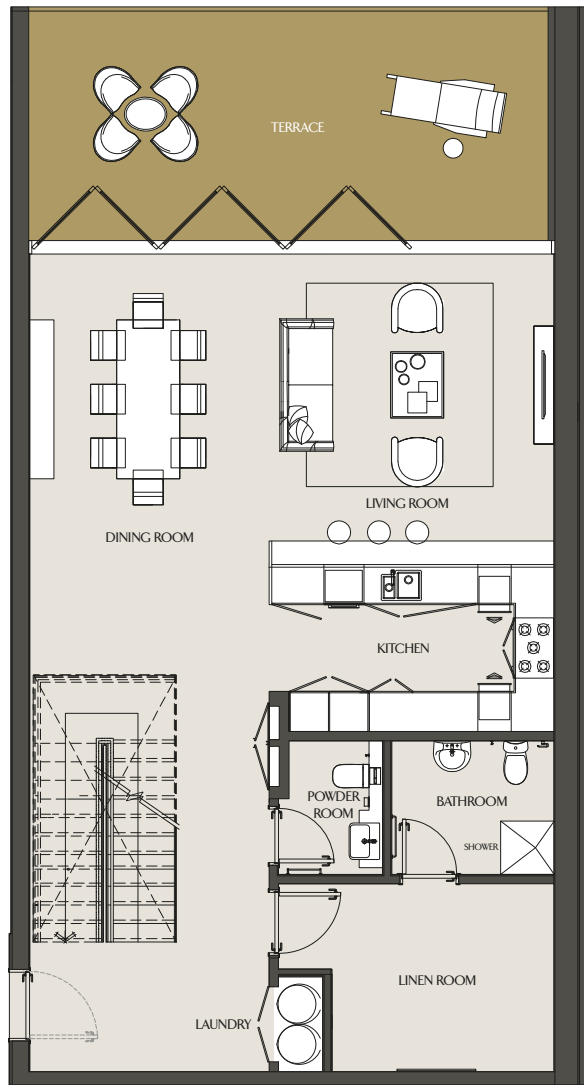 TERRACE
LIVING ROOM
DINING ROOM
KITCHEN
POWDER
ROOM
BATHROOM
SHOWER
LINEN ROOM
LAUNDRY